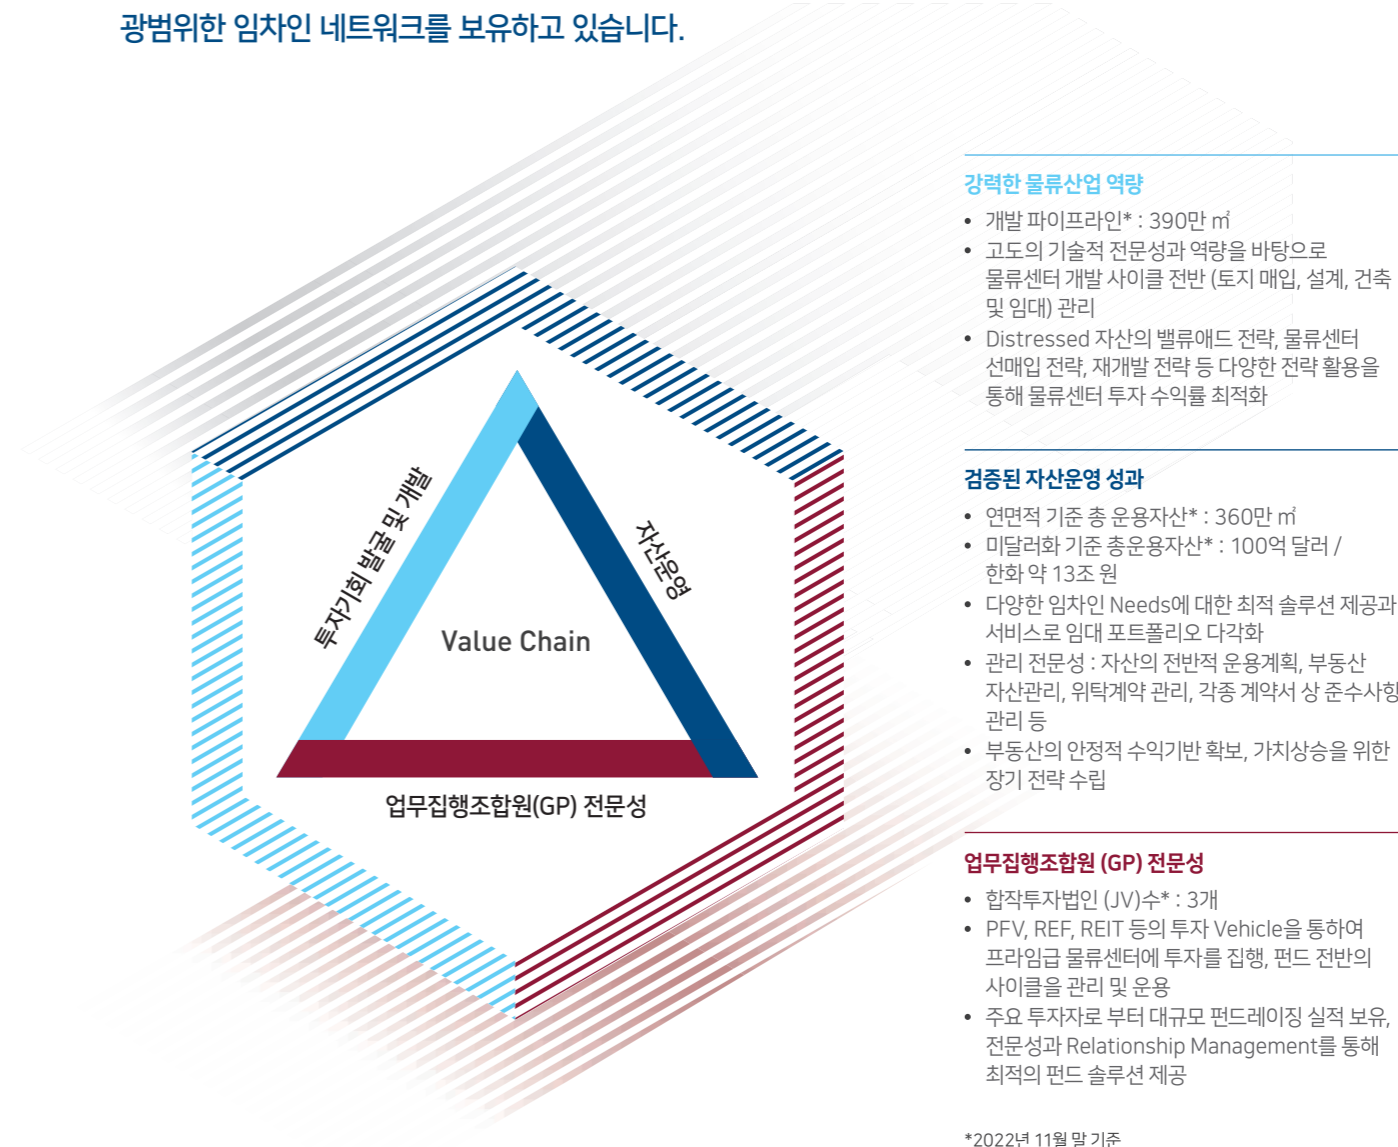 광범위한 임차인 네트워크를 보유하고 있습니다.
투자기회 발굴 및 개발
자산운영
Value Chain
업무집행조합원(GP) 전문성
강력한 물류산업 역량
• 개발 파이프라인* : 390만 ㎡
• 고도의 기술적 전문성과 역량을 바탕으로
물류센터 개발 사이클 전반 (토지 매입, 설계, 건축
및 임대) 관리
• Distressed 자산의 밸류애드 전략, 물류센터
선매입 전략, 재개발 전략 등 다양한 전략 활용을
통해 물류센터 투자 수익률 최적화
검증된 자산운영 성과
• 연면적 기준 총 운용자산* : 360만 ㎡
• 미달러화 기준 총운용자산* : 100억 달러 /
한화 약 13조 원
• 다양한 임차인 Needs에 대한 최적 솔루션 제공과
서비스로 임대 포트폴리오 다각화
• 관리 전문성 : 자산의 전반적 운용계획, 부동산
자산관리, 위탁계약 관리, 각종 계약서 상 준수사항
관리 등
• 부동산의 안정적 수익기반 확보, 가치상승을 위한
장기 전략 수립
업무집행조합원 (GP) 전문성
• 합작투자법인 (JV)수* : 3개
• PFV, REF, REIT 등의 투자 Vehicle을 통하여
프라임급 물류센터에 투자를 집행, 펀드 전반의
사이클을 관리 및 운용
• 주요 투자자로 부터 대규모 펀드레이징 실적 보유,
전문성과 Relationship Management를 통해
최적의 펀드 솔루션 제공
*2022년 11월 말 기준